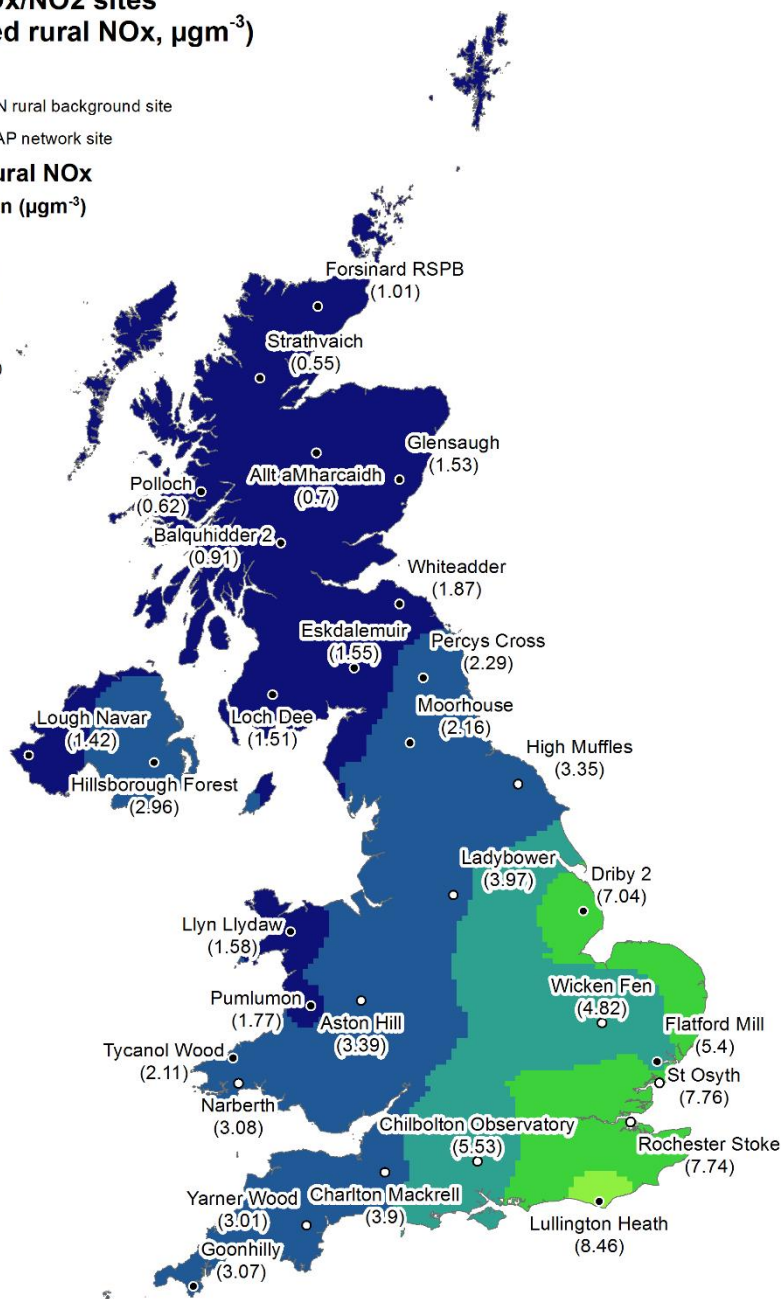 Ox/NO2 sites
ed rural NOx, µgm-3)
N rural background site
AP network site
ural NOx
n (µgm-3)
)
Forsinard RSPB
(1.01)
Strathvaich
(0.55)
Glensaugh
(1.53)
Allt aMharcaidh
(0.7)
Polloch
(0.62)
Balquhidder 2
(0.91)
Whiteadder
(1.87)
Eskdalemuir
(1.55)
Percys Cross
(2.29)
Moorhouse
(2.16)
Loch Dee
(1.51)
Lough Navar
(1.42)
Hillsborough Forest
(2.96)
High Muffles
(3.35)
Ladybower
(3.97)
Driby 2
(7.04)
Llyn Llydaw
(1.58)
Pumlumon
(1.77)
Aston Hill
(3.39)
Wicken Fen
(4.82)
Flatford Mill
(5.4)
Tycanol Wood
(2.11)
St Osyth
(7.76)
Narberth
(3.08)
Chilbolton Observatory
(5.53)
Rochester Stoke
(7.74)
Yarner Wood
(3.01)
Charlton Mackrell
(3.9)
Lullington Heath
(8.46)
Goonhilly
(3.07)